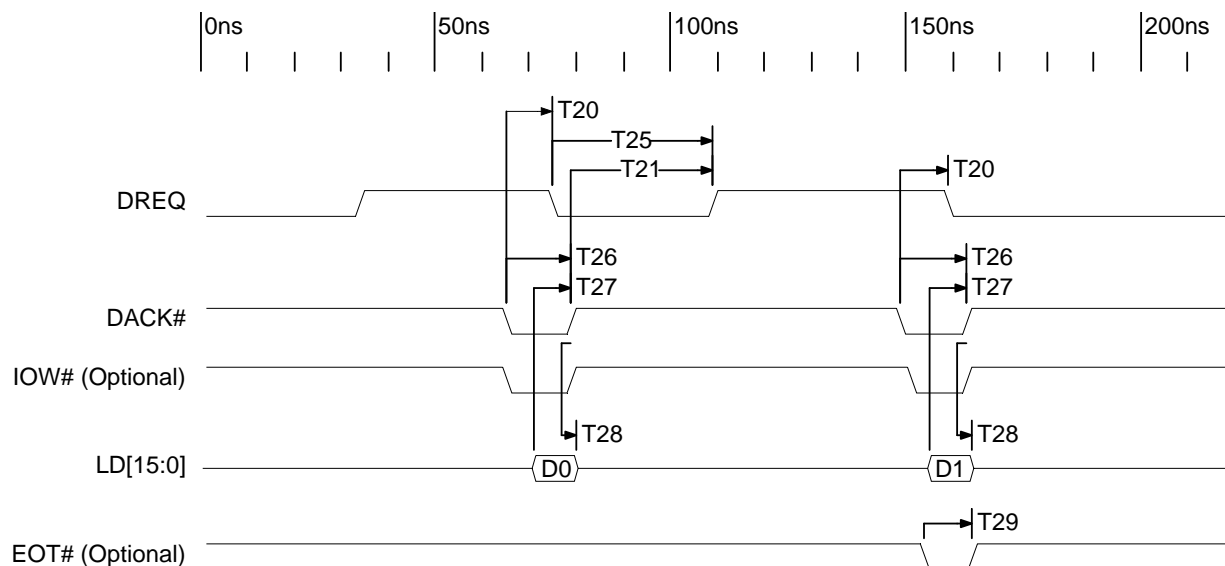 0ns 50ns 100ns 150ns 200ns
T20
T25
T21 T20
DREQ
T26 T26
T27 T27
DACK#
IOW# (Optional)
T28 T28
LD[15:0] D0 D1
T29
EOT# (Optional)